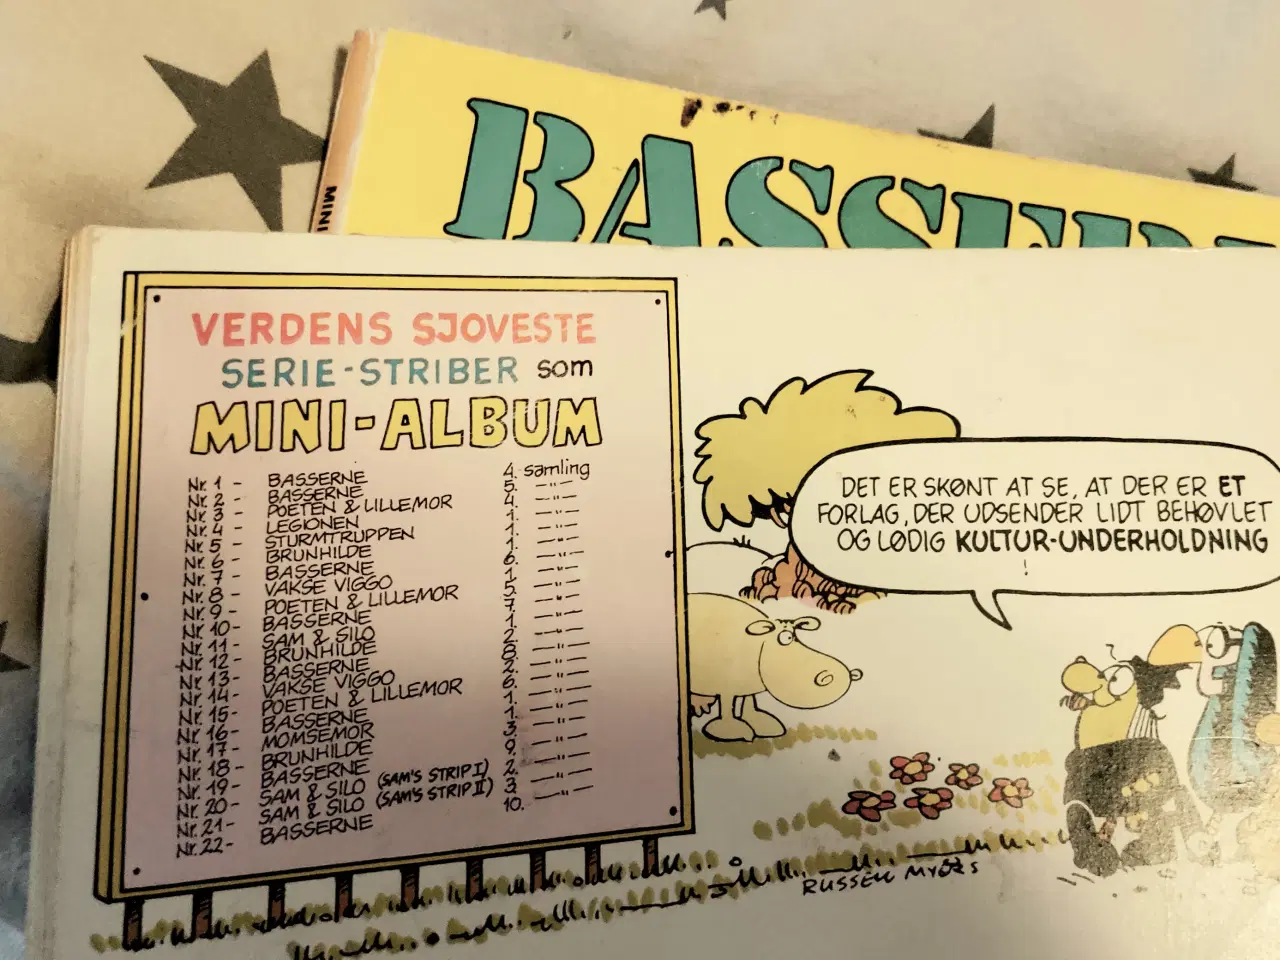 BASSERNE
MINI
VERDENS SJOVESTE
SERIE-STRIBER som
MINI-ALBUM
Nr. 1 - BASSERNE 4. samling
Nr. 2 - BASSERNE 5. — " —
Nr. 3 - POETEN & LILLEMOR 4. — " —
Nr. 4 - LEGIONEN 1. — " —
Nr. 5 - STURMTRUPPEN 1. — " —
Nr. 6 - BRUNHILDE 1. — " —
Nr. 7 - BASSERNE 6. — " —
Nr. 8 - VAKSE VIGGO 1. — " —
Nr. 9 - POETEN & LILLEMOR 5. — " —
Nr. 10 - BASSERNE 7. — " —
Nr. 11 - SAM & SILO 1. — " —
Nr. 12 - BRUNHILDE 2. — " —
Nr. 13 - BASSERNE 8. — " —
Nr. 14 - VAKSE VIGGO 2. — " —
Nr. 15 - POETEN & LILLEMOR 6. — " —
Nr. 16 - BASSERNE 1. — " —
Nr. 17 - MOMSEMOR 1. — " —
Nr. 18 - BRUNHILDE 3. — " —
Nr. 19 - BASSERNE 9. — " —
Nr. 20 - SAM & SILO (SAM'S STRIP I) 2. — " —
Nr. 21 - SAM & SILO (SAM'S STRIP II) 3. — " —
Nr. 22 - BASSERNE 10. — " —
DET ER SKØNT AT SE, AT DER ER ET
FORLAG, DER UDSENDER LIDT BEHØVLET
OG LØDIG KULTUR-UNDERHOLDNING
!
?
RUSSELL MYERS